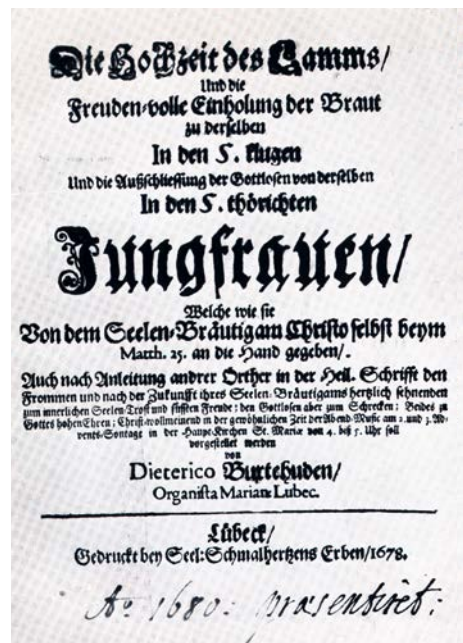 Die Hochzeit des Lamms/
Und die
Freuden-volle Einholung der Braut
zu derselben
In den 5. klugen
Und die Außschliessung der Gottlosen von derselben
In den 5. thörichten
Jungfrauen/
Welche wie sie
Von dem Seelen-Bräutigam Christo selbst beym
Matth. 25. an die Hand gegeben/.
Auch nach Anleitung andrer Örther in der Heil. Schrifft den
Frommen und nach der Zukunfft ihres Seelen-Bräutigams hertzlich sehnenden
zum innerlichen Seelen-Trost und süssten Freude; den Gottlosen aber zum Schrecken; Beides zu
Gottes hohen Ehren; Christ-wollmeinend in der gewöhnlichen Zeit der Abend-Music am 2. und 3. Ad-
vents-Sontage in der Haupt-Kirchen St. Mariæ von 4. biß 5. Uhr soll
vorgestellet werden
von
Dieterico Buxtehuden/
Organista Marian: Lubec.
Lübeck/
Gedruckt bey Seel: Schmalhertzens Erben/1678.
Ao 1680: præsentiret: